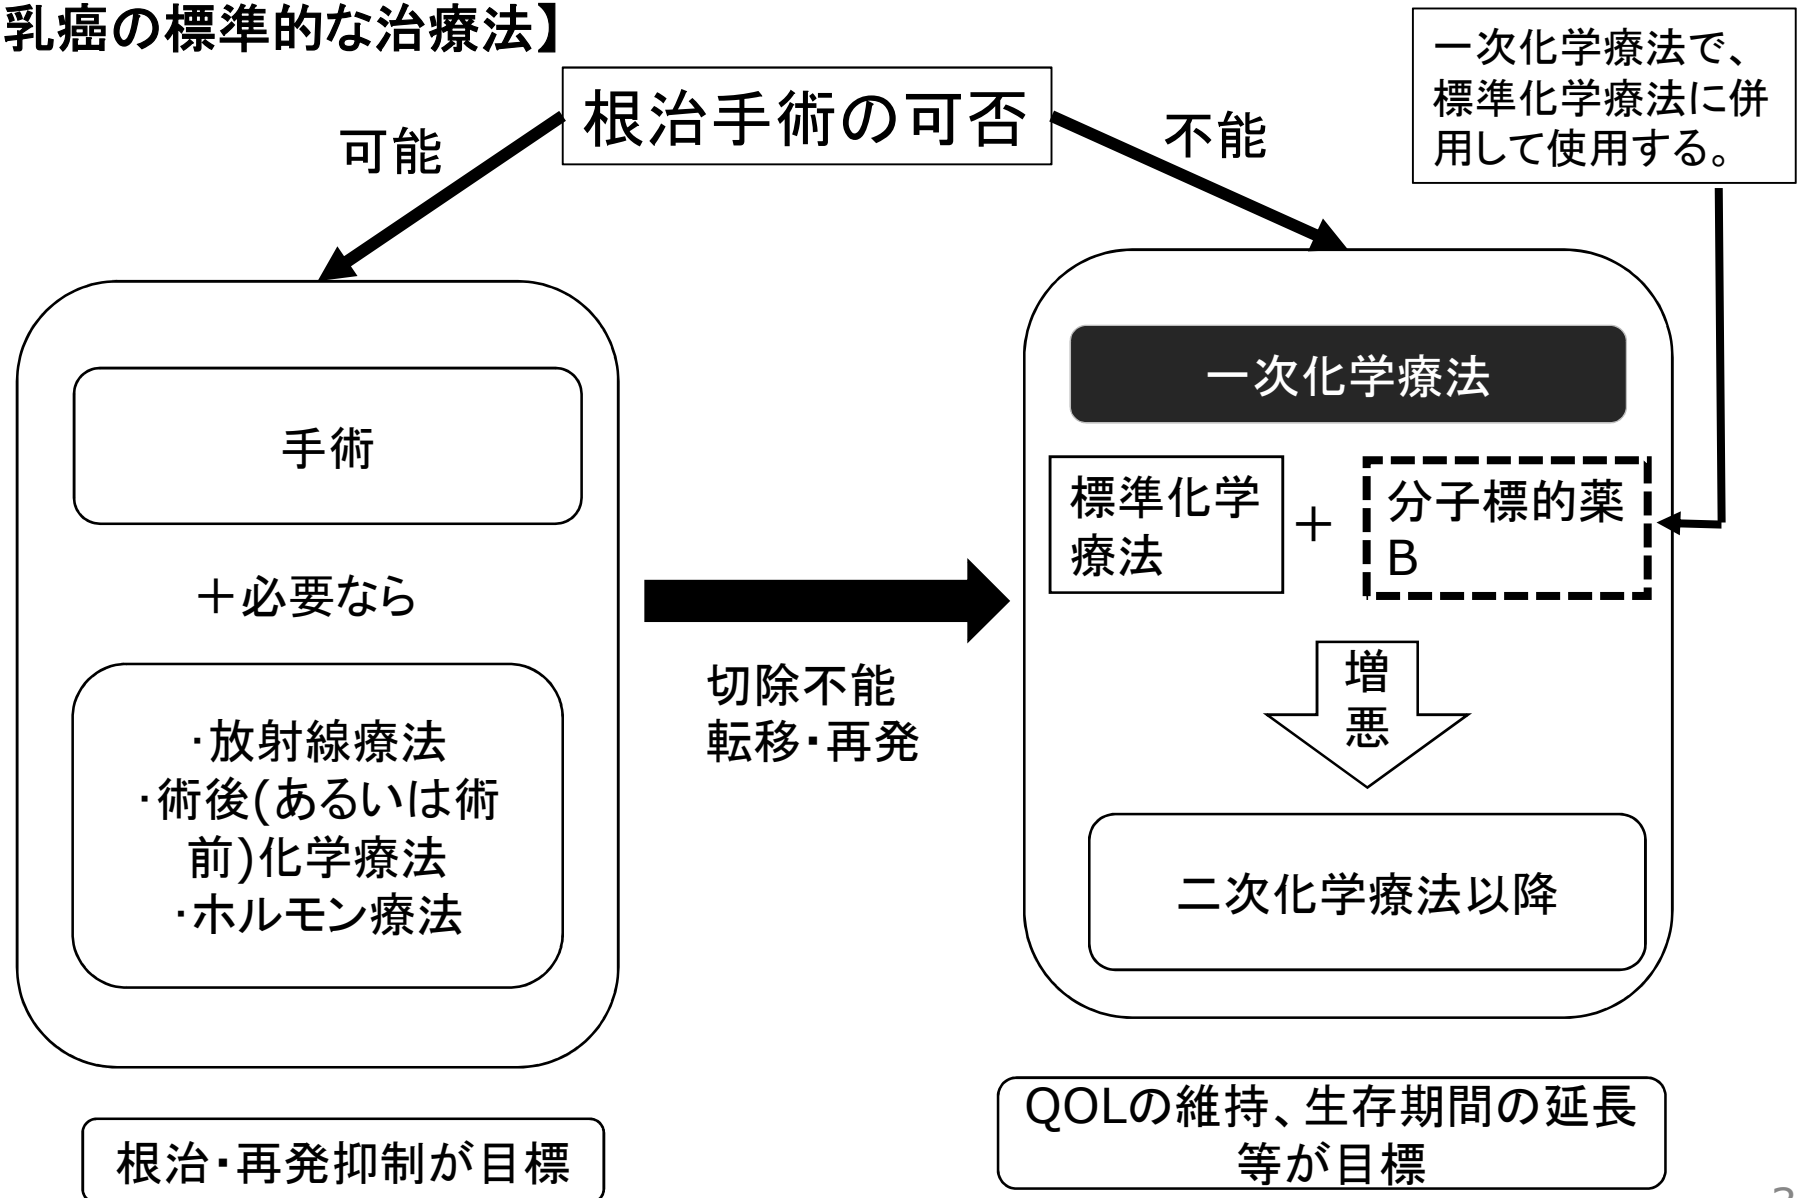 乳癌の標準的な治療法】
一次化学療法で、
標準化学療法に併
用して使用する。
根治手術の可否
可能
不能
手術
＋必要なら
・放射線療法
・術後(あるいは術
前)化学療法
・ホルモン療法
根治・再発抑制が目標
切除不能
転移・再発
一次化学療法
標準化学
療法
＋
分子標的薬
B
増
悪
二次化学療法以降
QOLの維持、生存期間の延長
等が目標